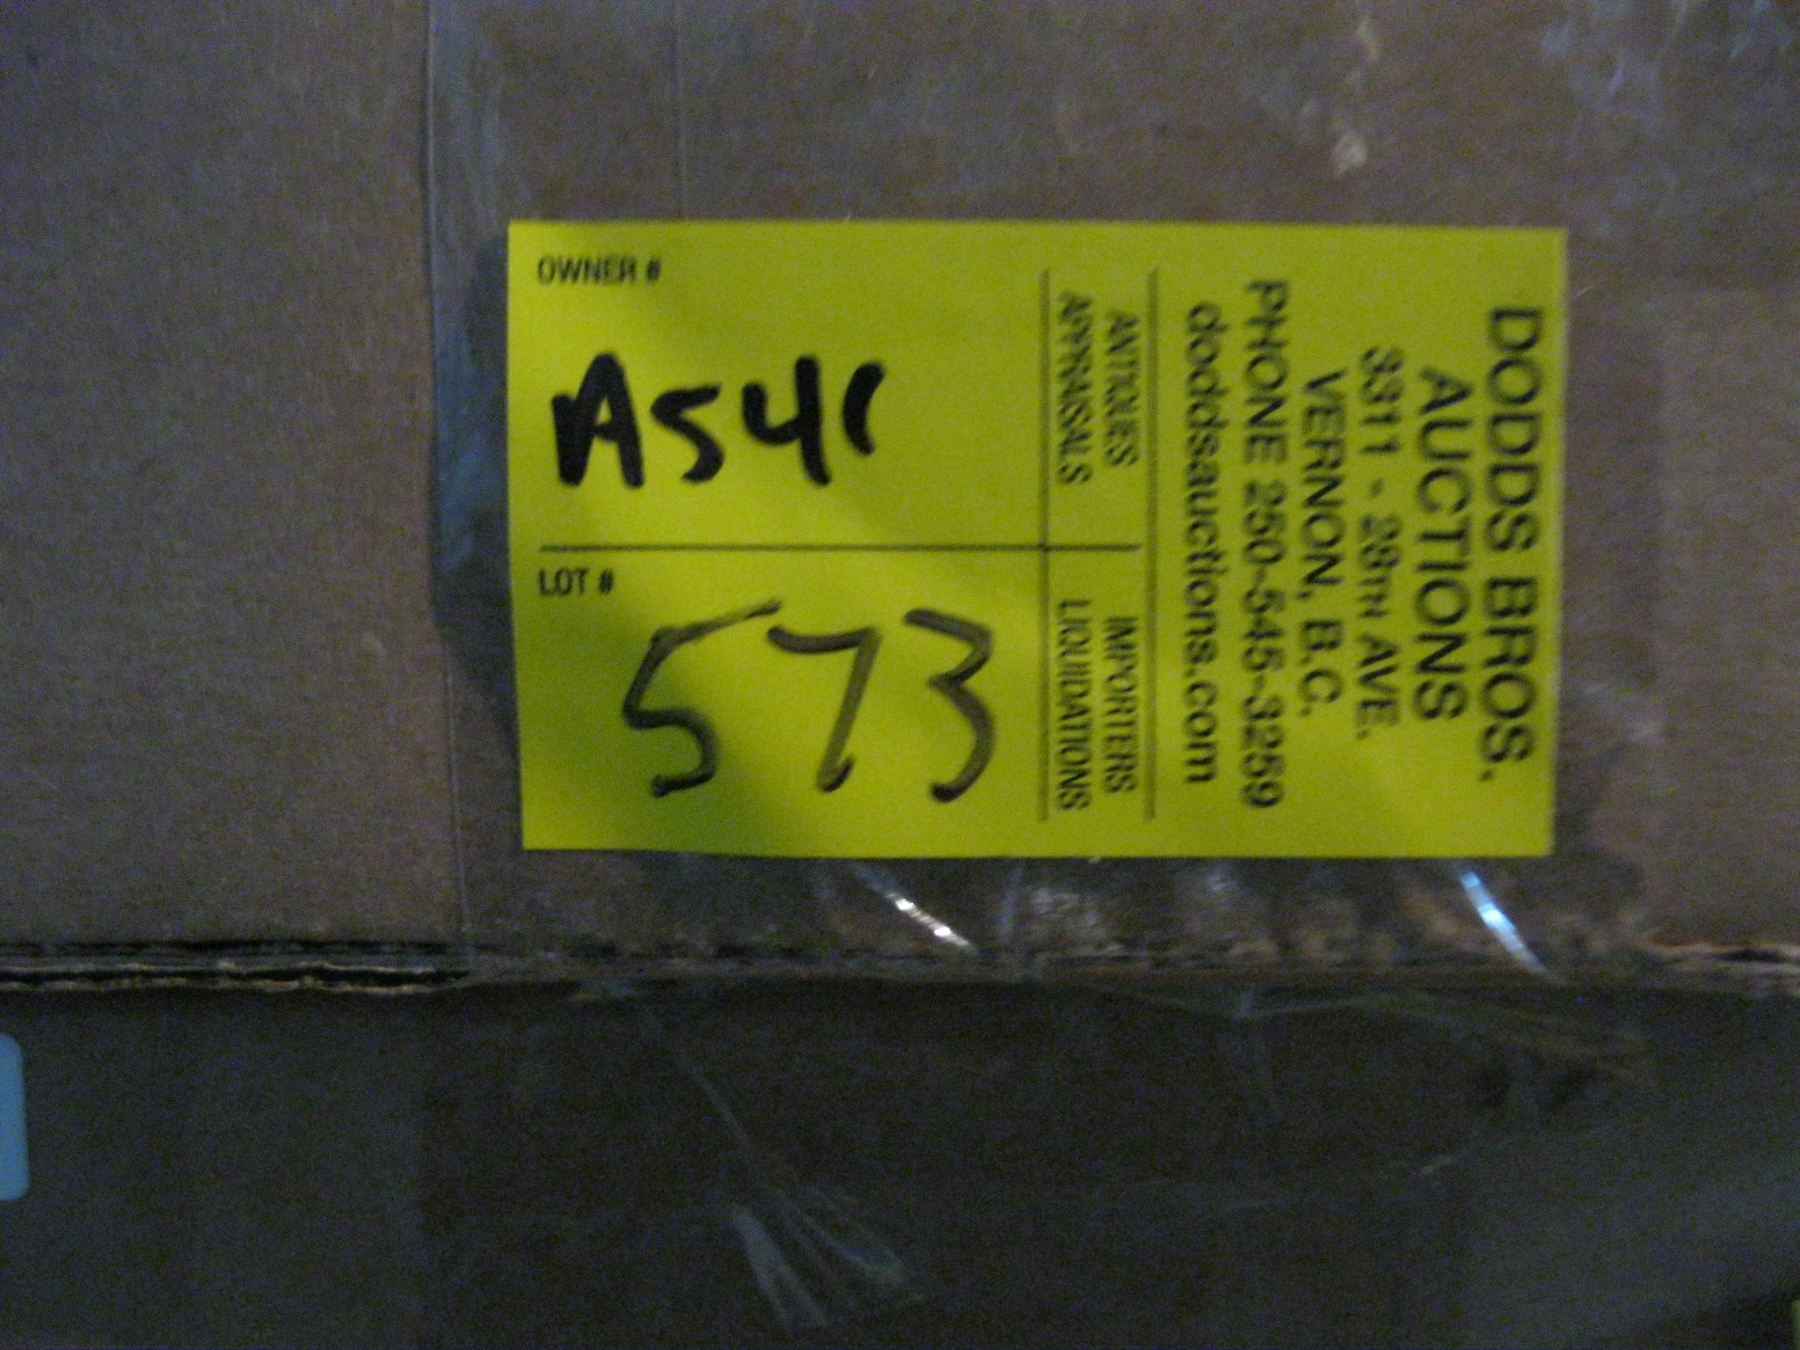 DODDS BROS.
AUCTIONS
3311 - 28TH AVE.
VERNON, B.C.
PHONE 250-545-3259
doddsauctions.com
ANTIQUES
APPRAISALS
IMPORTERS
LIQUIDATIONS
OWNER #
A541
LOT #
573